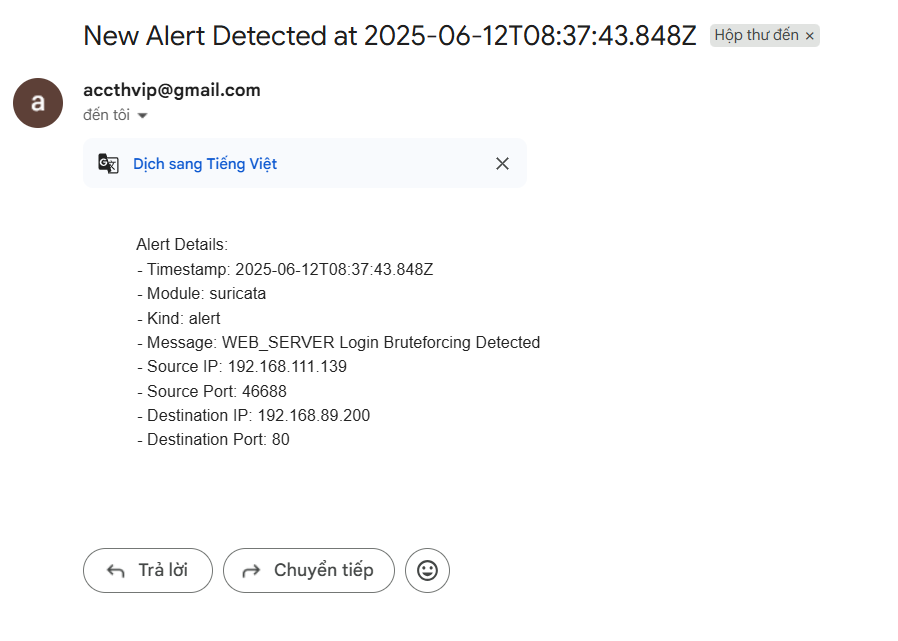 New Alert Detected at 2025-06-12T08:37:43.848Z Hộp thư đến ×
a
accthvip@gmail.com
đến tôi
Dịch sang Tiếng Việt
Alert Details:
- Timestamp: 2025-06-12T08:37:43.848Z
- Module: suricata
- Kind: alert
- Message: WEB_SERVER Login Bruteforcing Detected
- Source IP: 192.168.111.139
- Source Port: 46688
- Destination IP: 192.168.89.200
- Destination Port: 80
Trả lời Chuyển tiếp